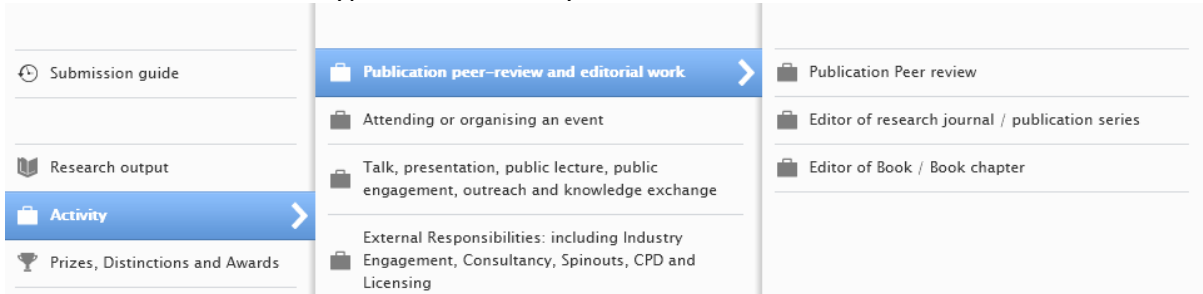 Submission guide
Research output
Activity
Prizes, Distinctions and Awards
Publication peer-review and editorial work
Attending or organising an event
Talk, presentation, public lecture, public
engagement, outreach and knowledge exchange
External Responsibilities: including Industry
Engagement, Consultancy, Spinouts, CPD and
Licensing
Publication Peer review
Editor of research journal / publication series
Editor of Book / Book chapter